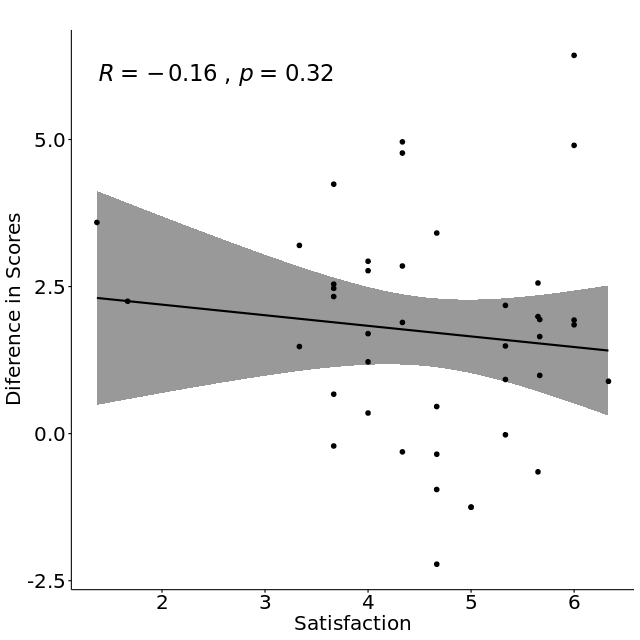 R = −0.16 , p = 0.32
Diference in Scores
5.0
2.5
0.0
-2.5
2 3 4 5 6
Satisfaction